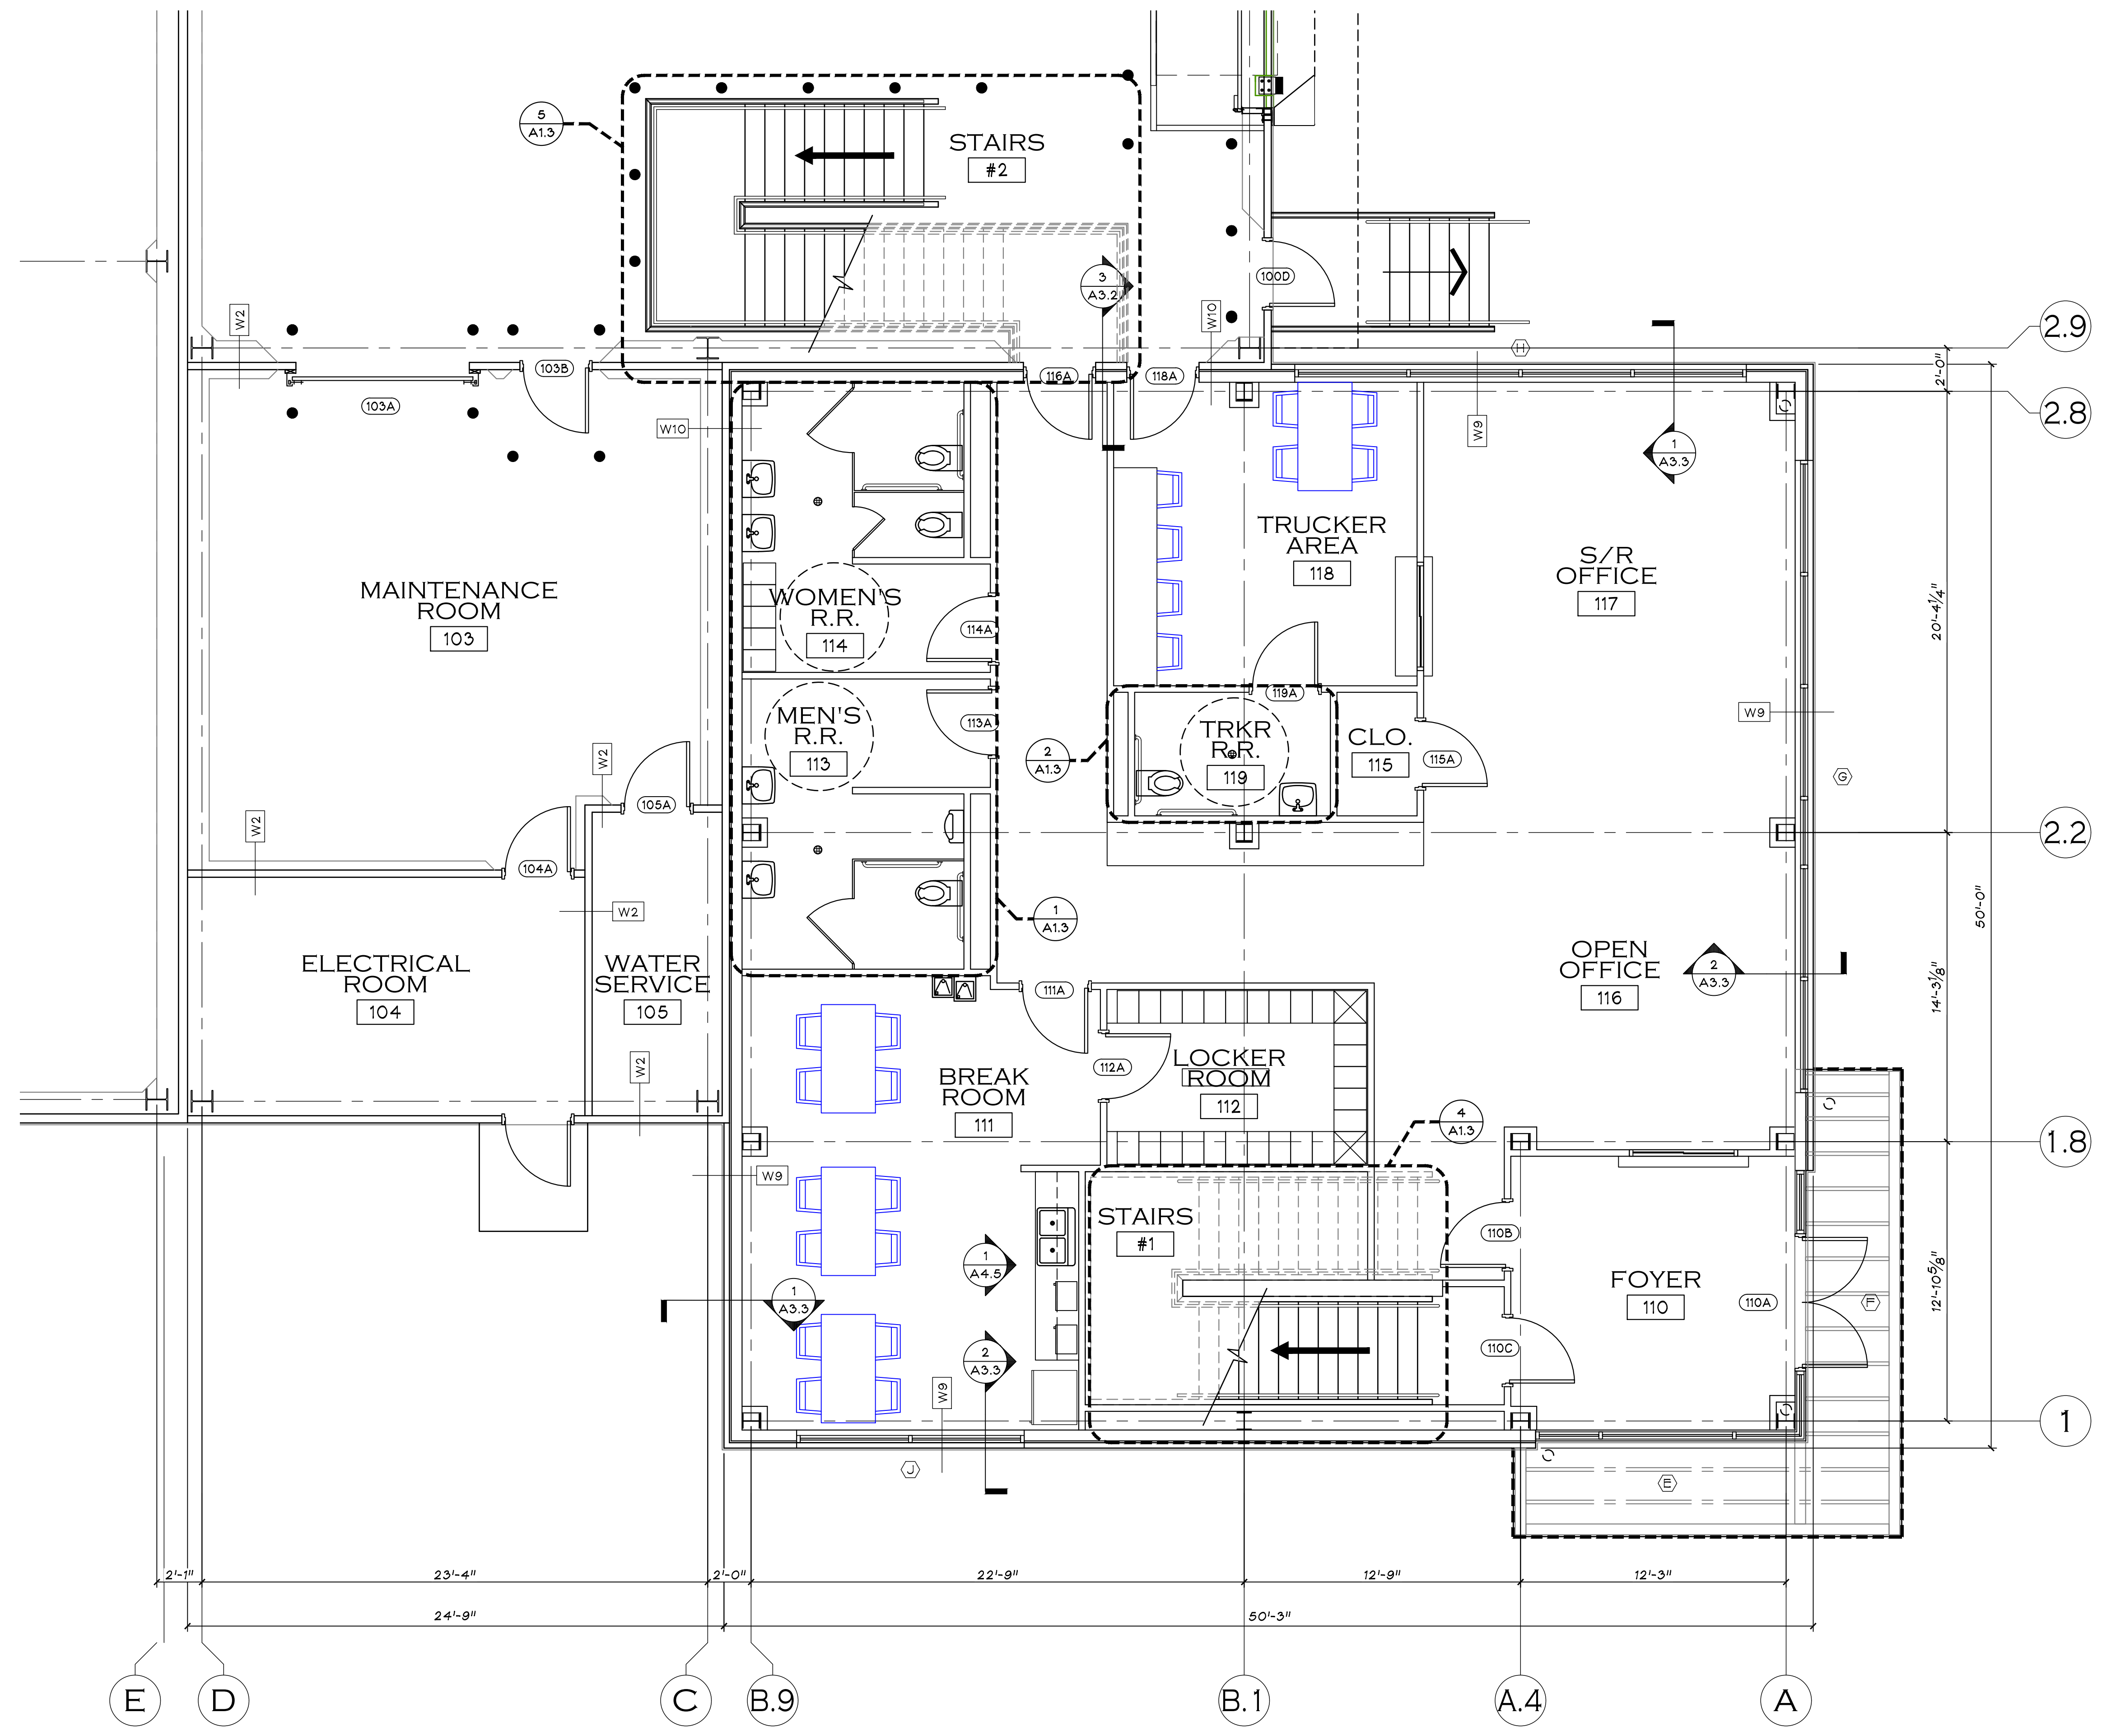 5
A1.3
STAIRS
#2
3
A3.2
100D
W2
W10
H
2.9
2'-0"
103B
116A
118A
2.8
103A
W10
W9
1
A3.3
TRUCKER
AREA
118
S/R
OFFICE
117
MAINTENANCE
ROOM
103
WOMEN'S
R.R.
114
114A
20'-4¼"
119A
MEN'S
R.R.
113
113A
TRKR
R.R.
119
CLO.
115
115A
W9
2
A1.3
W2
G
105A
W2
2.2
104A
W2
1
A1.3
50'-0"
ELECTRICAL
ROOM
104
WATER
SERVICE
105
OPEN
OFFICE
116
2
A3.3
111A
14'-3⅛"
W2
BREAK
ROOM
111
112A
LOCKER
ROOM
112
4
A1.3
1.8
W9
STAIRS
#1
110B
1
A4.5
FOYER
110
110A
F
12'-10⅝"
1
A3.3
2
A3.3
110C
W9
1
J
E
2'-1"
23'-4"
2'-0"
22'-9"
12'-9"
12'-3"
24'-9"
50'-3"
E
D
C
B.9
B.1
A.4
A